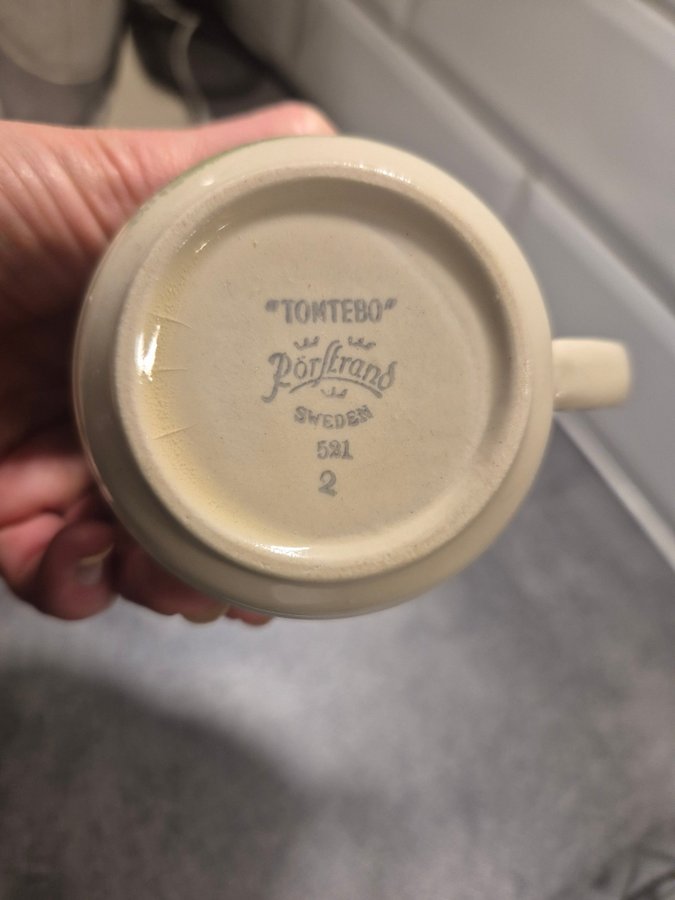 "TOMTEBO"
Rörstrand
SWEDEN
521
2